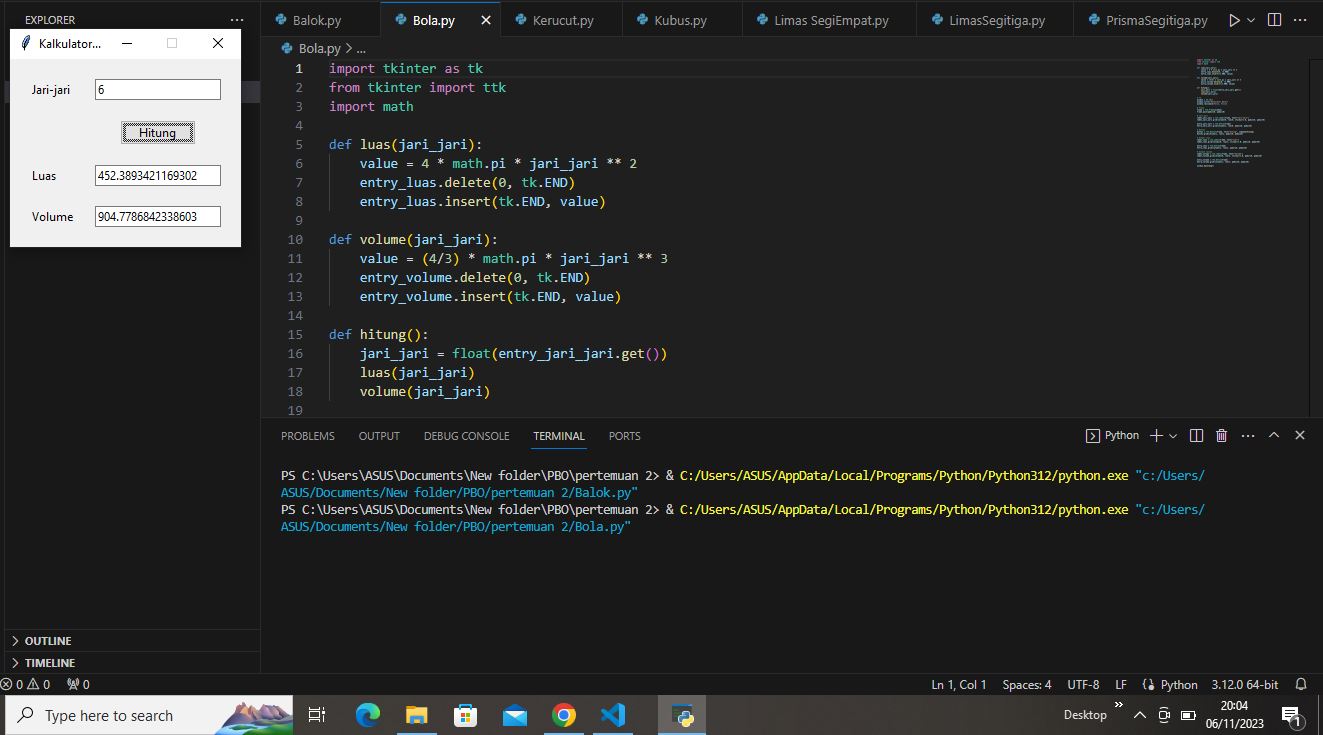 EXPLORER
Kalkulator...
Jari-jari
6
Hitung
Luas
452.3893421169302
Volume
904.7786842338603
OUTLINE
TIMELINE
Balok.py
Bola.py
Kerucut.py
Kubus.py
Limas SegiEmpat.py
LimasSegitiga.py
PrismaSegitiga.py
Bola.py > ...
1 import tkinter as tk
2 from tkinter import ttk
3 import math
4
5 def luas(jari_jari):
6 value = 4 * math.pi * jari_jari ** 2
7 entry_luas.delete(0, tk.END)
8 entry_luas.insert(tk.END, value)
9
10 def volume(jari_jari):
11 value = (4/3) * math.pi * jari_jari ** 3
12 entry_volume.delete(0, tk.END)
13 entry_volume.insert(tk.END, value)
14
15 def hitung():
16 jari_jari = float(entry_jari_jari.get())
17 luas(jari_jari)
18 volume(jari_jari)
19
PROBLEMS OUTPUT DEBUG CONSOLE TERMINAL PORTS
Python
PS C:\Users\ASUS\Documents\New folder\PBO\pertemuan 2> & C:/Users/ASUS/AppData/Local/Programs/Python/Python312/python.exe "c:/Users/
ASUS/Documents/New folder/PBO/pertemuan 2/Balok.py"
PS C:\Users\ASUS\Documents\New folder\PBO\pertemuan 2> & C:/Users/ASUS/AppData/Local/Programs/Python/Python312/python.exe "c:/Users/
ASUS/Documents/New folder/PBO/pertemuan 2/Bola.py"
0 0 0
Ln 1, Col 1 Spaces: 4 UTF-8 LF Python 3.12.0 64-bit
Type here to search
Desktop
20:04
06/11/2023
1